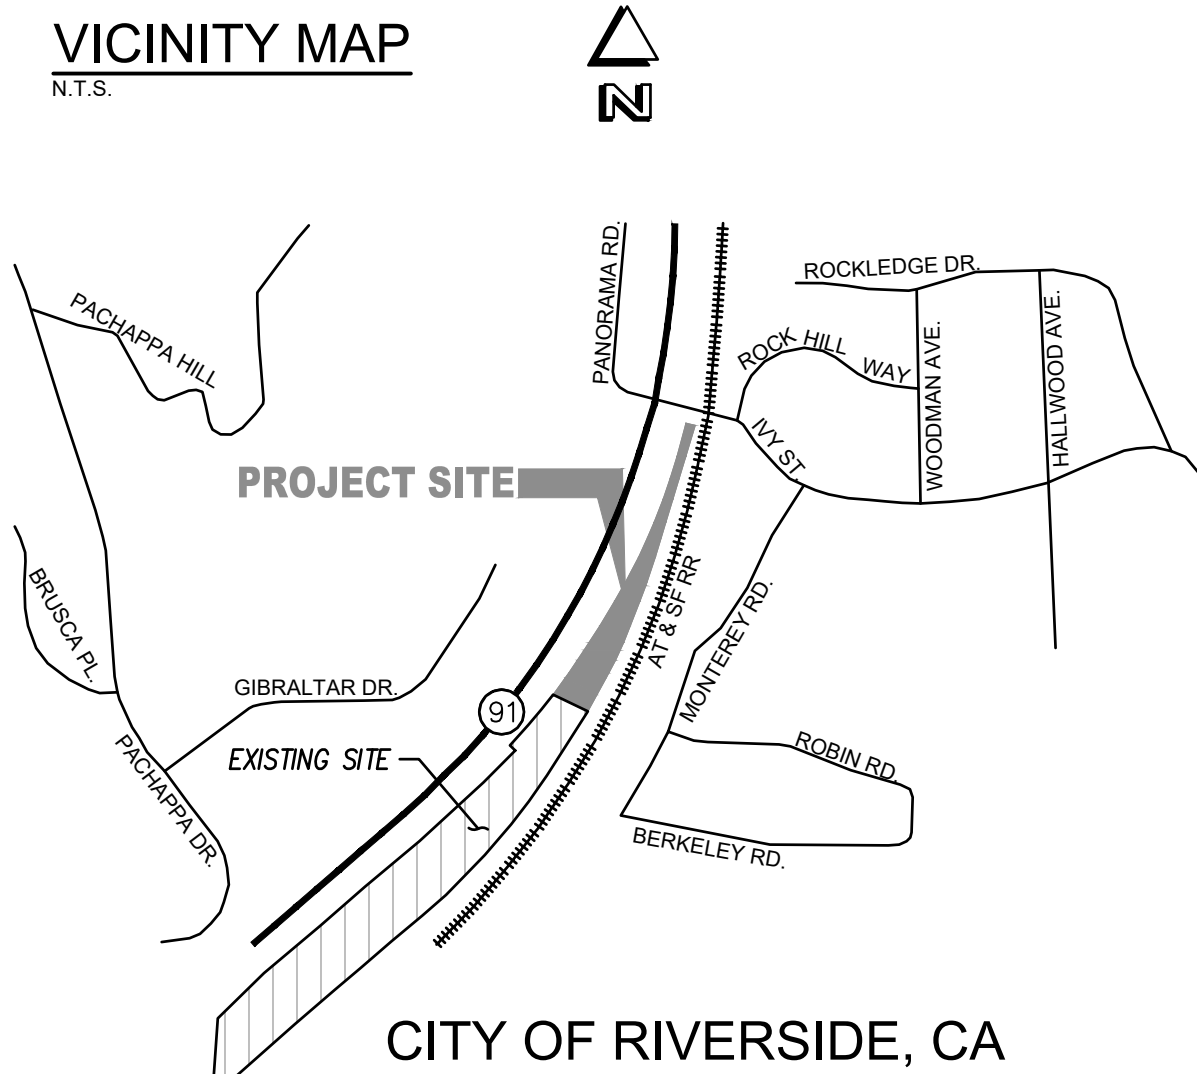 VICINITY MAP
N.T.S.
N
PANORAMA RD.
ROCKLEDGE DR.
PACHAPPA HILL
ROCK HILL WAY
WOODMAN AVE.
HALLWOOD AVE.
IVY ST.
PROJECT SITE
AT & SF RR
BRUSCA PL.
MONTEREY RD.
GIBRALTAR DR.
91
EXISTING SITE
PACHAPPA DR.
ROBIN RD.
BERKELEY RD.
CITY OF RIVERSIDE, CA